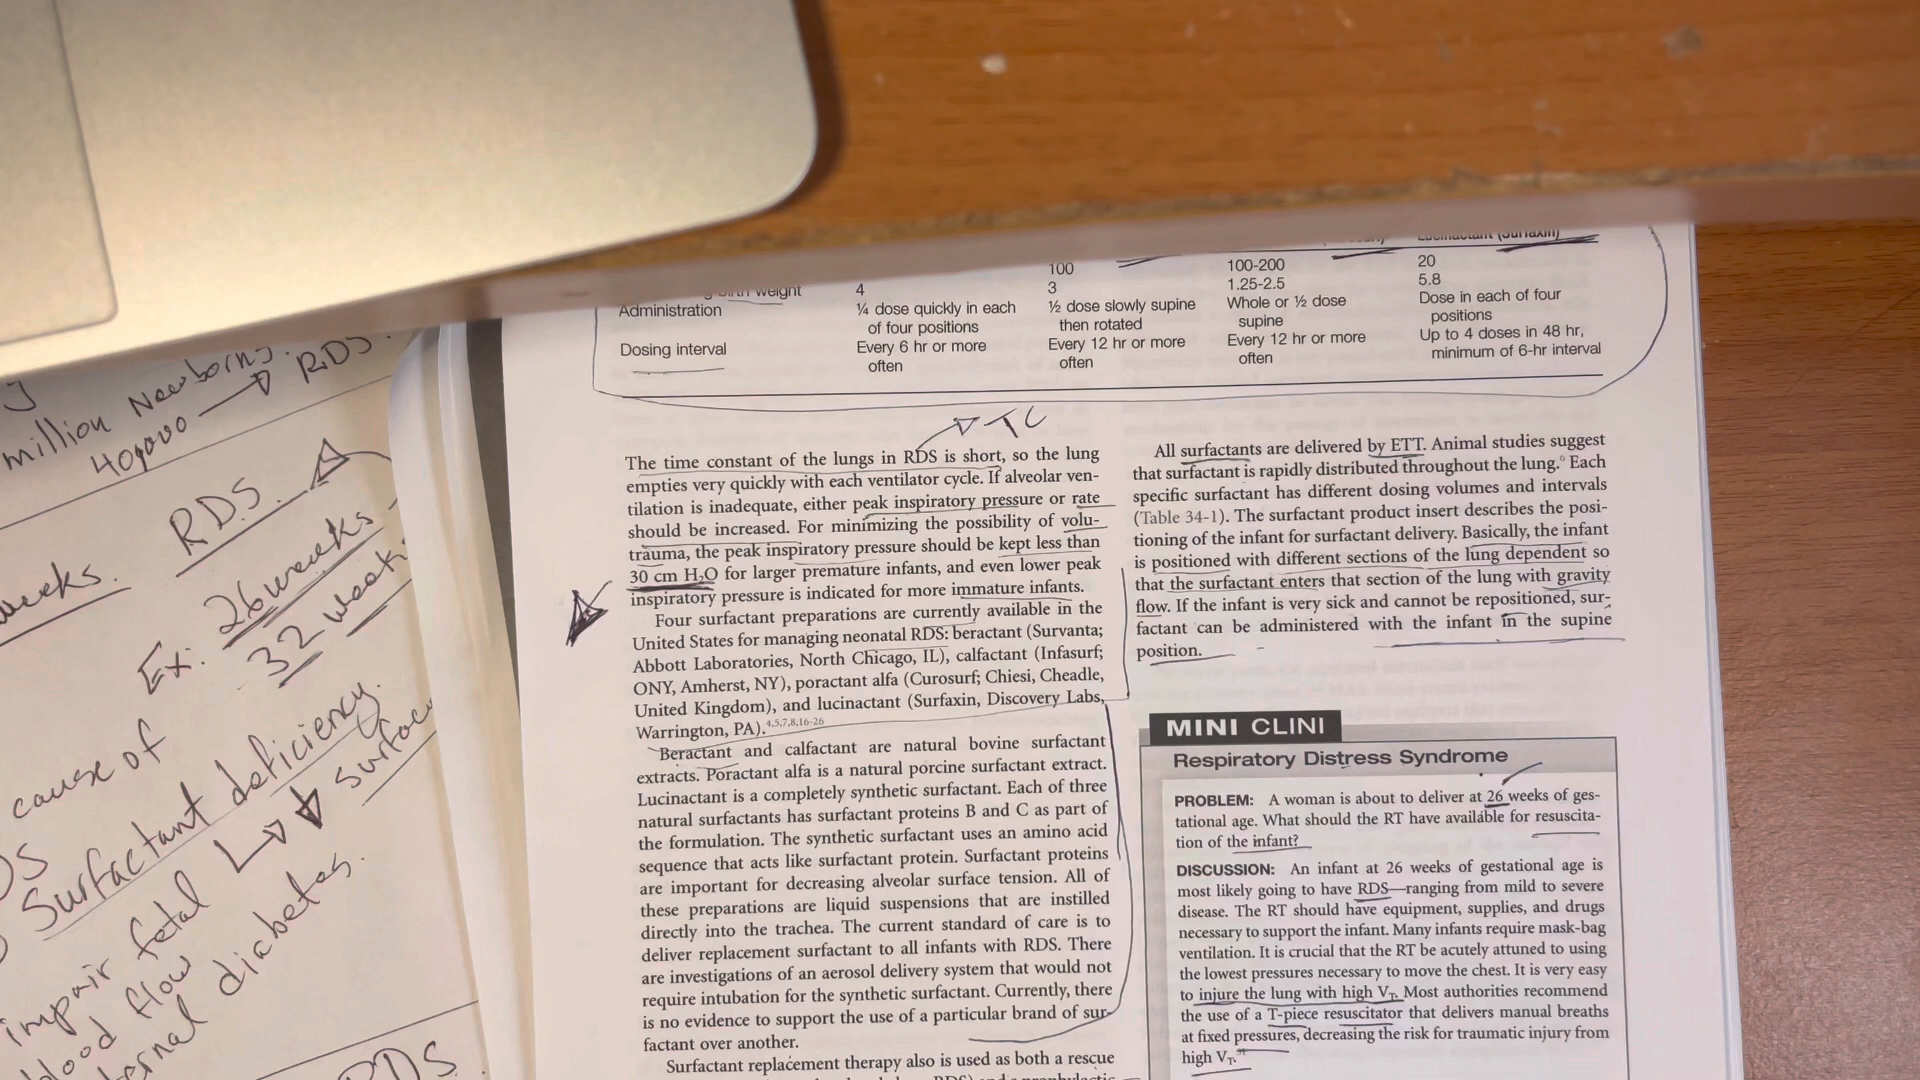 Lucinactant (Surfaxin)
100 100-200 20
birth weight 4 3 1.25-2.5 5.8
Administration
¼ dose quickly in each
of four positions
½ dose slowly supine
then rotated
Whole or ½ dose
supine
Dose in each of four
positions
Dosing interval
Every 6 hr or more
often
Every 12 hr or more
often
Every 12 hr or more
often
Up to 4 doses in 48 hr,
minimum of 6-hr interval
TC
The time constant of the lungs in RDS is short, so the lung
empties very quickly with each ventilator cycle. If alveolar ven-
tilation is inadequate, either peak inspiratory pressure or rate
should be increased. For minimizing the possibility of volu-
trauma, the peak inspiratory pressure should be kept less than
30 cm H₂O for larger premature infants, and even lower peak
inspiratory pressure is indicated for more immature infants.
Four surfactant preparations are currently available in the
United States for managing neonatal RDS: beractant (Survanta;
Abbott Laboratories, North Chicago, IL), calfactant (Infasurf;
ONY, Amherst, NY), poractant alfa (Curosurf; Chiesi, Cheadle,
United Kingdom), and lucinactant (Surfaxin, Discovery Labs,
Warrington, PA).4,5,7,8,16-26
Beractant and calfactant are natural bovine surfactant
extracts. Poractant alfa is a natural porcine surfactant extract.
Lucinactant is a completely synthetic surfactant. Each of three
natural surfactants has surfactant proteins B and C as part of
the formulation. The synthetic surfactant uses an amino acid
sequence that acts like surfactant protein. Surfactant proteins
are important for decreasing alveolar surface tension. All of
these preparations are liquid suspensions that are instilled
directly into the trachea. The current standard of care is to
deliver replacement surfactant to all infants with RDS. There
are investigations of an aerosol delivery system that would not
require intubation for the synthetic surfactant. Currently, there
is no evidence to support the use of a particular brand of sur-
factant over another.
Surfactant replacement therapy also is used as both a rescue
All surfactants are delivered by ETT. Animal studies suggest
that surfactant is rapidly distributed throughout the lung. Each
specific surfactant has different dosing volumes and intervals
(Table 34-1). The surfactant product insert describes the posi-
tioning of the infant for surfactant delivery. Basically, the infant
is positioned with different sections of the lung dependent so
that the surfactant enters that section of the lung with gravity
flow. If the infant is very sick and cannot be repositioned, sur-
factant can be administered with the infant in the supine
position.
MINI CLINI
Respiratory Distress Syndrome
PROBLEM: A woman is about to deliver at 26 weeks of ges-
tational age. What should the RT have available for resuscita-
tion of the infant?
DISCUSSION: An infant at 26 weeks of gestational age is
most likely going to have RDS—ranging from mild to severe
disease. The RT should have equipment, supplies, and drugs
necessary to support the infant. Many infants require mask-bag
ventilation. It is crucial that the RT be acutely attuned to using
the lowest pressures necessary to move the chest. It is very easy
to injure the lung with high VT. Most authorities recommend
the use of a T-piece resuscitator that delivers manual breaths
at fixed pressures, decreasing the risk for traumatic injury from
high VT.
million Newborns.
RDS.
RDS.
weeks.
Ex: 26 weeks
32 week
cause of
Surfactant deficiency.
impair fetal
blood flow
diabetes.
RDS